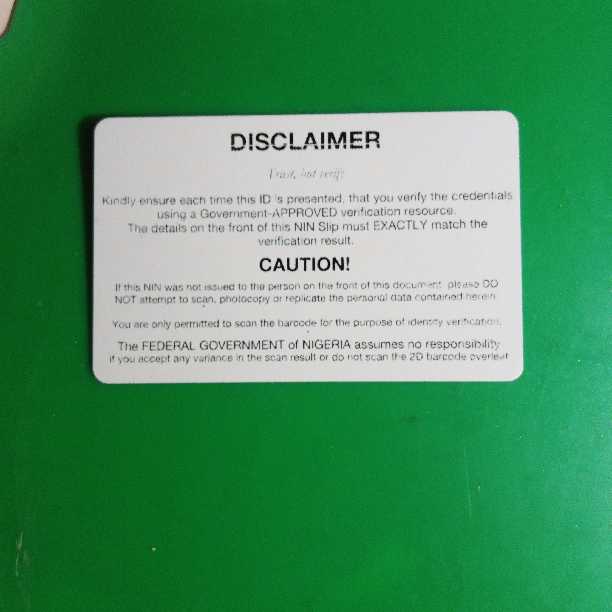 DISCLAIMER
Trust, but verify
Kindly ensure each time this ID is presented, that you verify the credentials
using a Government-APPROVED verification resource.
The details on the front of this NIN Slip must EXACTLY match the
verification result.
CAUTION!
If this NIN was not issued to the person on the front of this document, please DO
NOT attempt to scan, photocopy or replicate the personal data contained herein.
You are only permitted to scan the barcode for the purpose of identity verification.
The FEDERAL GOVERNMENT of NIGERIA assumes no responsibility
if you accept any variance in the scan result or do not scan the 2D barcode overleaf